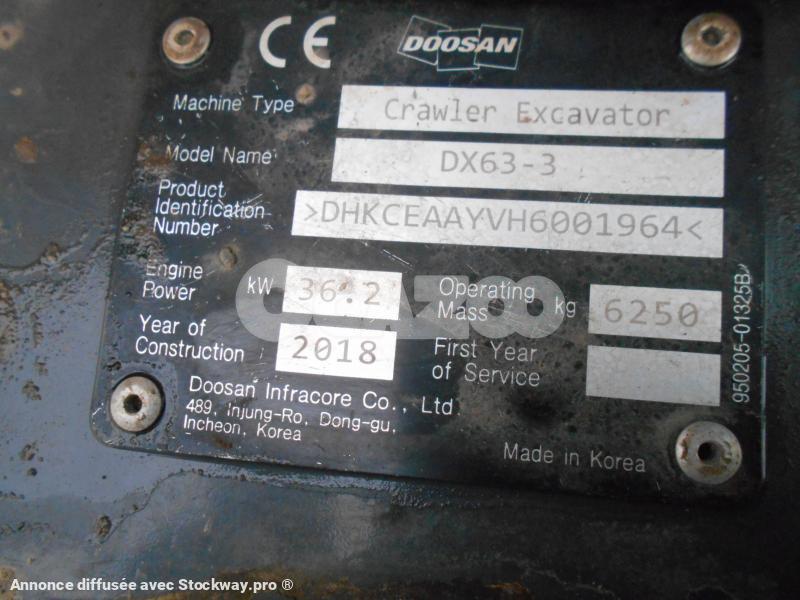 CE DOOSAN
Machine Type Crawler Excavator
Model Name DX63-3
Product
Identification >DHKCEAAYVH6001964<
Number
Engine
Power kW 36.2
Operating
Mass kg 6250
Year of
Construction 2018
First Year
of Service
Doosan Infracore Co., Ltd
489, Injung-Ro, Dong-gu,
Incheon, Korea
Made in Korea
950205-01325B
Annonce diffusée avec Stockway.pro ®